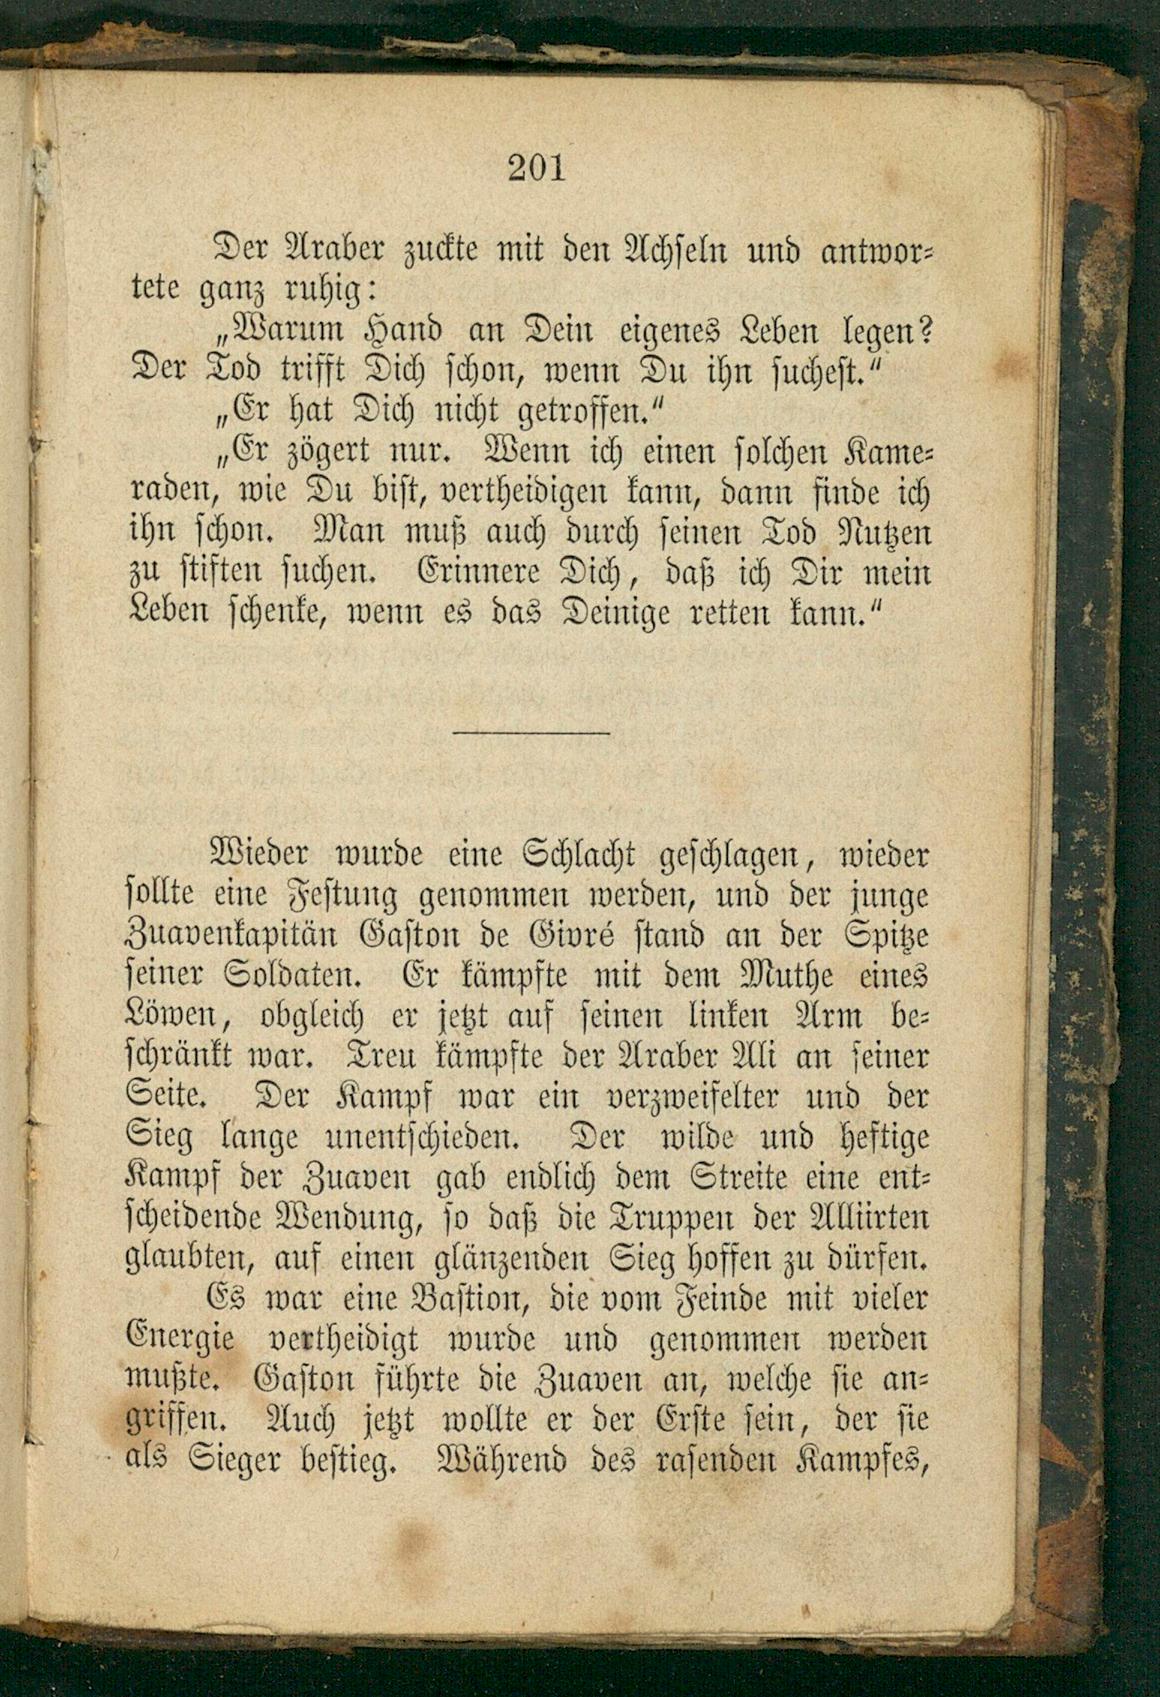 201
Der Araber zuckte mit den Achseln und antwor-
tete ganz ruhig:
„Warum Hand an Dein eigenes Leben legen?
Der Tod trifft Dich schon, wenn Du ihn suchest.“
„Er hat Dich nicht getroffen.“
„Er zögert nur. Wenn ich einen solchen Kame-
raden, wie Du bist, vertheidigen kann, dann finde ich
ihn schon. Man muß auch durch seinen Tod Nutzen
zu stiften suchen. Erinnere Dich, daß ich Dir mein
Leben schenke, wenn es das Deinige retten kann.“
Wieder wurde eine Schlacht geschlagen, wieder
sollte eine Festung genommen werden, und der junge
Zuavenkapitän Gaston de Givré stand an der Spitze
seiner Soldaten. Er kämpfte mit dem Muthe eines
Löwen, obgleich er jetzt auf seinen linken Arm be-
schränkt war. Treu kämpfte der Araber Ali an seiner
Seite. Der Kampf war ein verzweifelter und der
Sieg lange unentschieden. Der wilde und heftige
Kampf der Zuaven gab endlich dem Streite eine ent-
scheidende Wendung, so daß die Truppen der Alliirten
glaubten, auf einen glänzenden Sieg hoffen zu dürfen.
Es war eine Bastion, die vom Feinde mit vieler
Energie vertheidigt wurde und genommen werden
mußte. Gaston führte die Zuaven an, welche sie an-
griffen. Auch jetzt wollte er der Erste sein, der sie
als Sieger bestieg. Während des rasenden Kampfes,